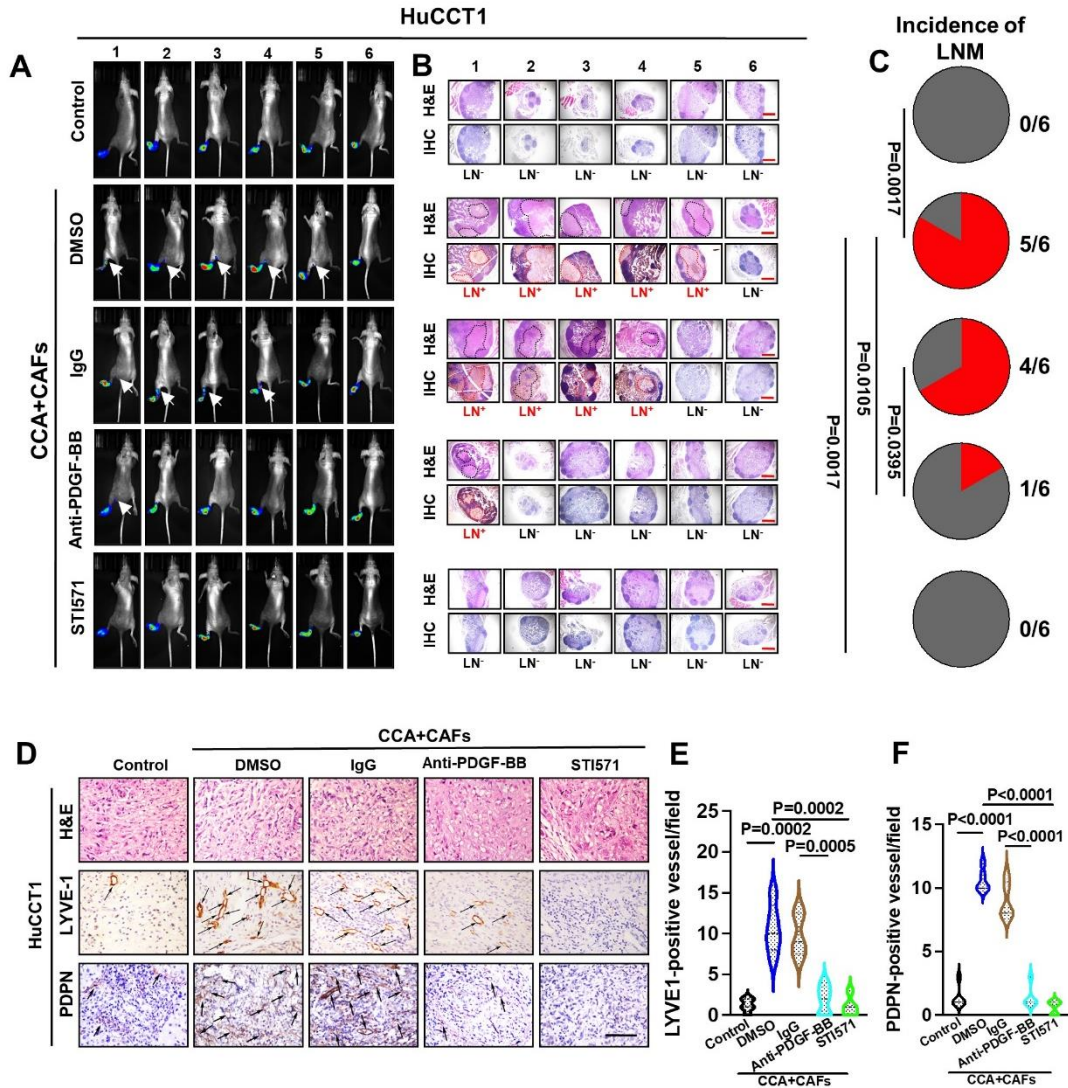 HuCCT1
A
1 2 3 4 5 6
Control
DMSO
IgG
Anti-PDGF-BB
STI571
CCA+CAFs
B
1 2 3 4 5 6
H&E
IHC
LN- LN- LN- LN- LN- LN-
H&E
IHC
LN+ LN+ LN+ LN+ LN+ LN-
H&E
IHC
LN+ LN+ LN+ LN+ LN- LN-
H&E
IHC
LN+ LN- LN- LN- LN- LN-
H&E
IHC
LN- LN- LN- LN- LN- LN-
Incidence of
LNM
C
0/6
5/6
4/6
1/6
0/6
P=0.0017
P=0.0105
P=0.0395
P=0.0017
D
CCA+CAFs
Control DMSO IgG Anti-PDGF-BB STI571
HuCCT1
H&E
LYVE-1
PDPN
E
LYVE1-positive vessel/field
25
20
15
10
5
0
P=0.0002
P=0.0002
P=0.0005
Control DMSO IgG Anti-PDGF-BB STI571
CCA+CAFs
F
PDPN-positive vessel/field
15
10
5
0
P<0.0001
P<0.0001
P<0.0001
Control DMSO IgG Anti-PDGF-BB STI571
CCA+CAFs